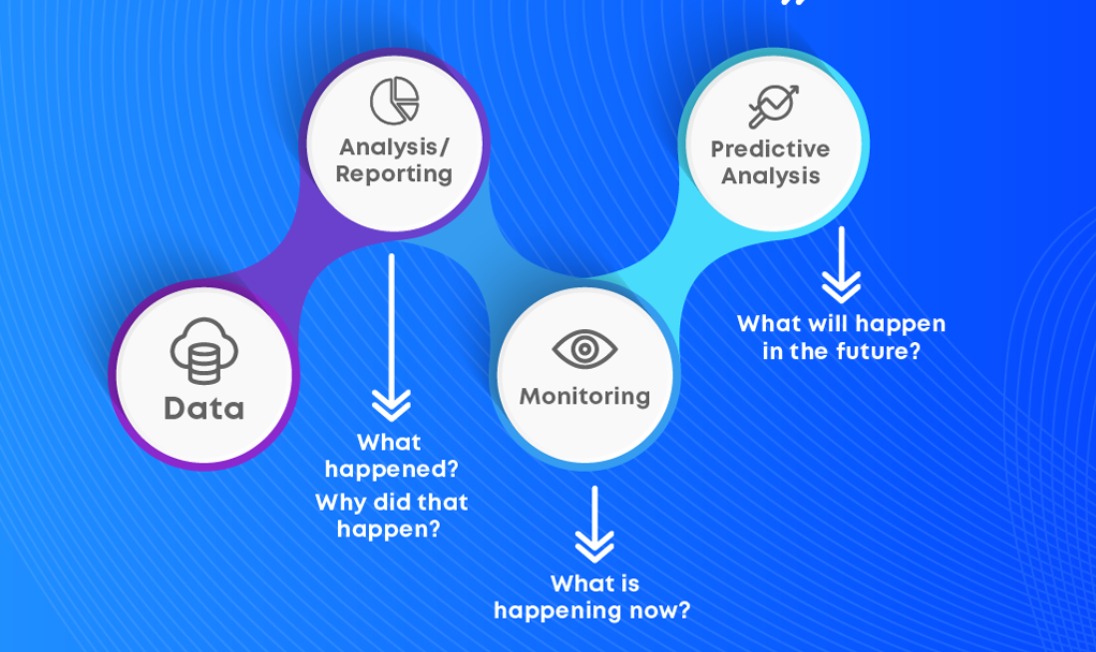 Analysis/
Reporting
Predictive
Analysis
Data
Monitoring
What will happen
in the future?
What
happened?
Why did that
happen?
What is
happening now?